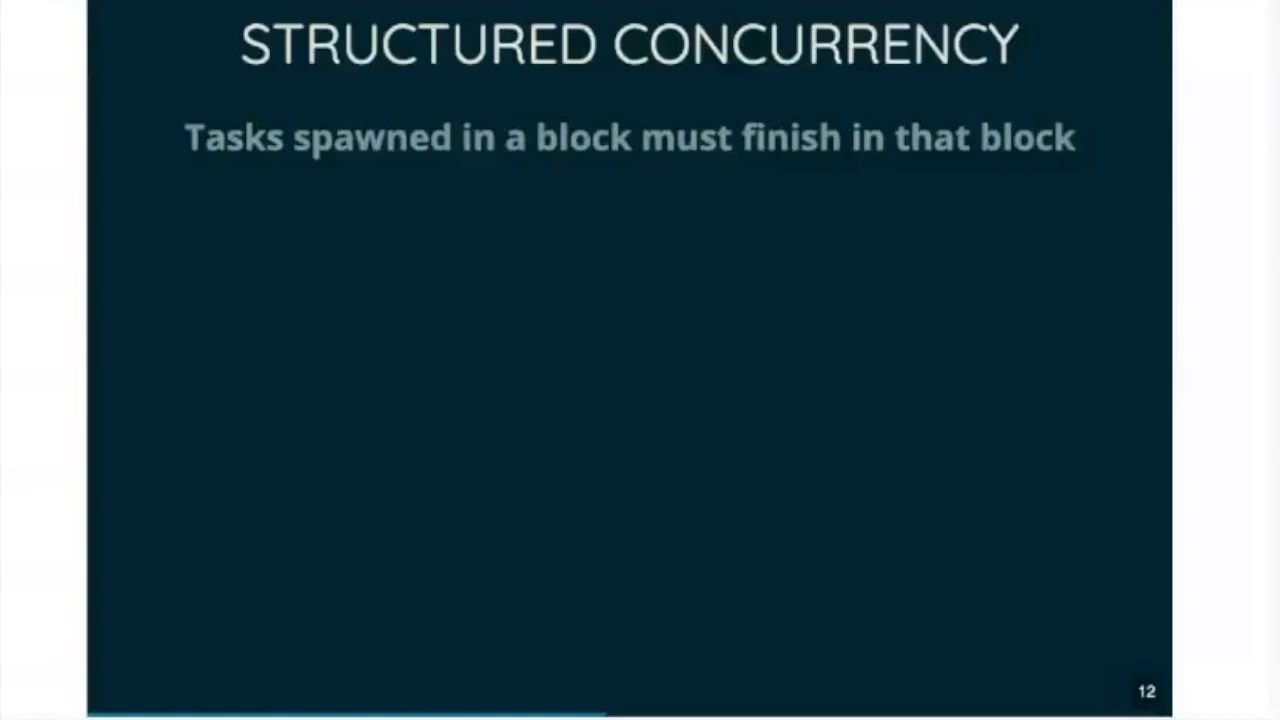 STRUCTURED CONCURRENCY
Tasks spawned in a block must finish in that block
12